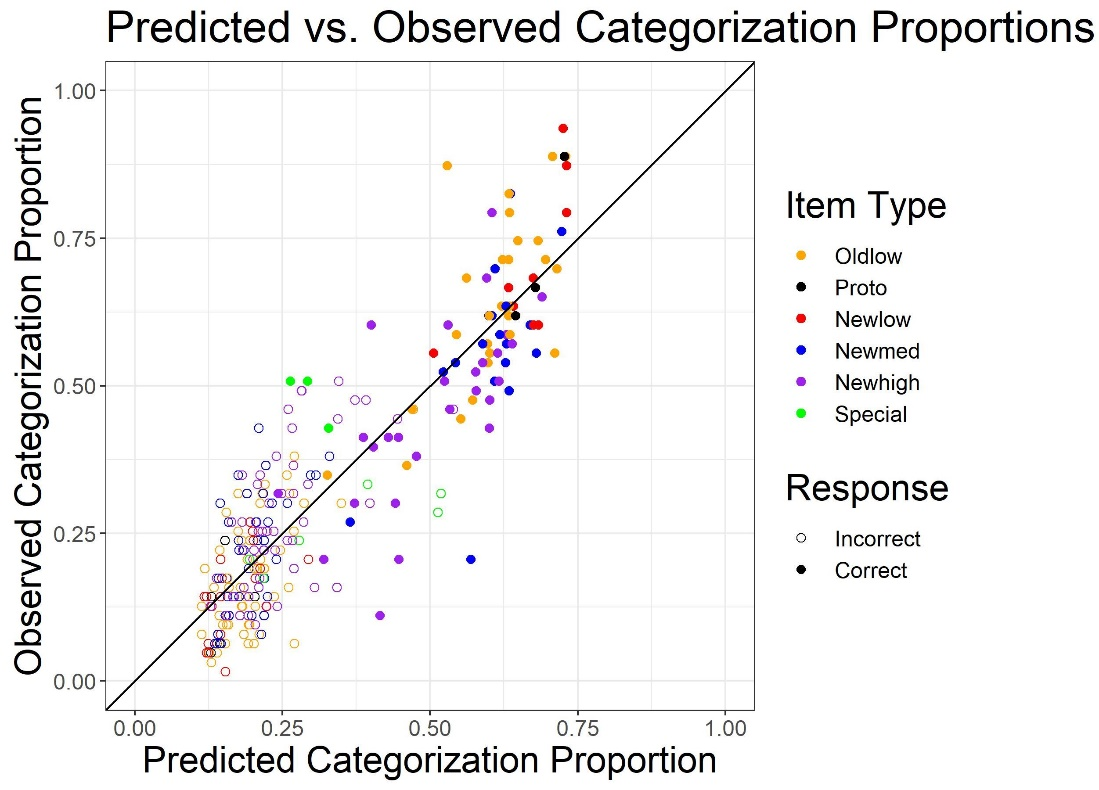 Predicted vs. Observed Categorization Proportions
Observed Categorization Proportion
1.00
0.75
0.50
0.25
0.00
0.00 0.25 0.50 0.75 1.00
Predicted Categorization Proportion
Item Type
Oldlow
Proto
Newlow
Newmed
Newhigh
Special
Response
Incorrect
Correct